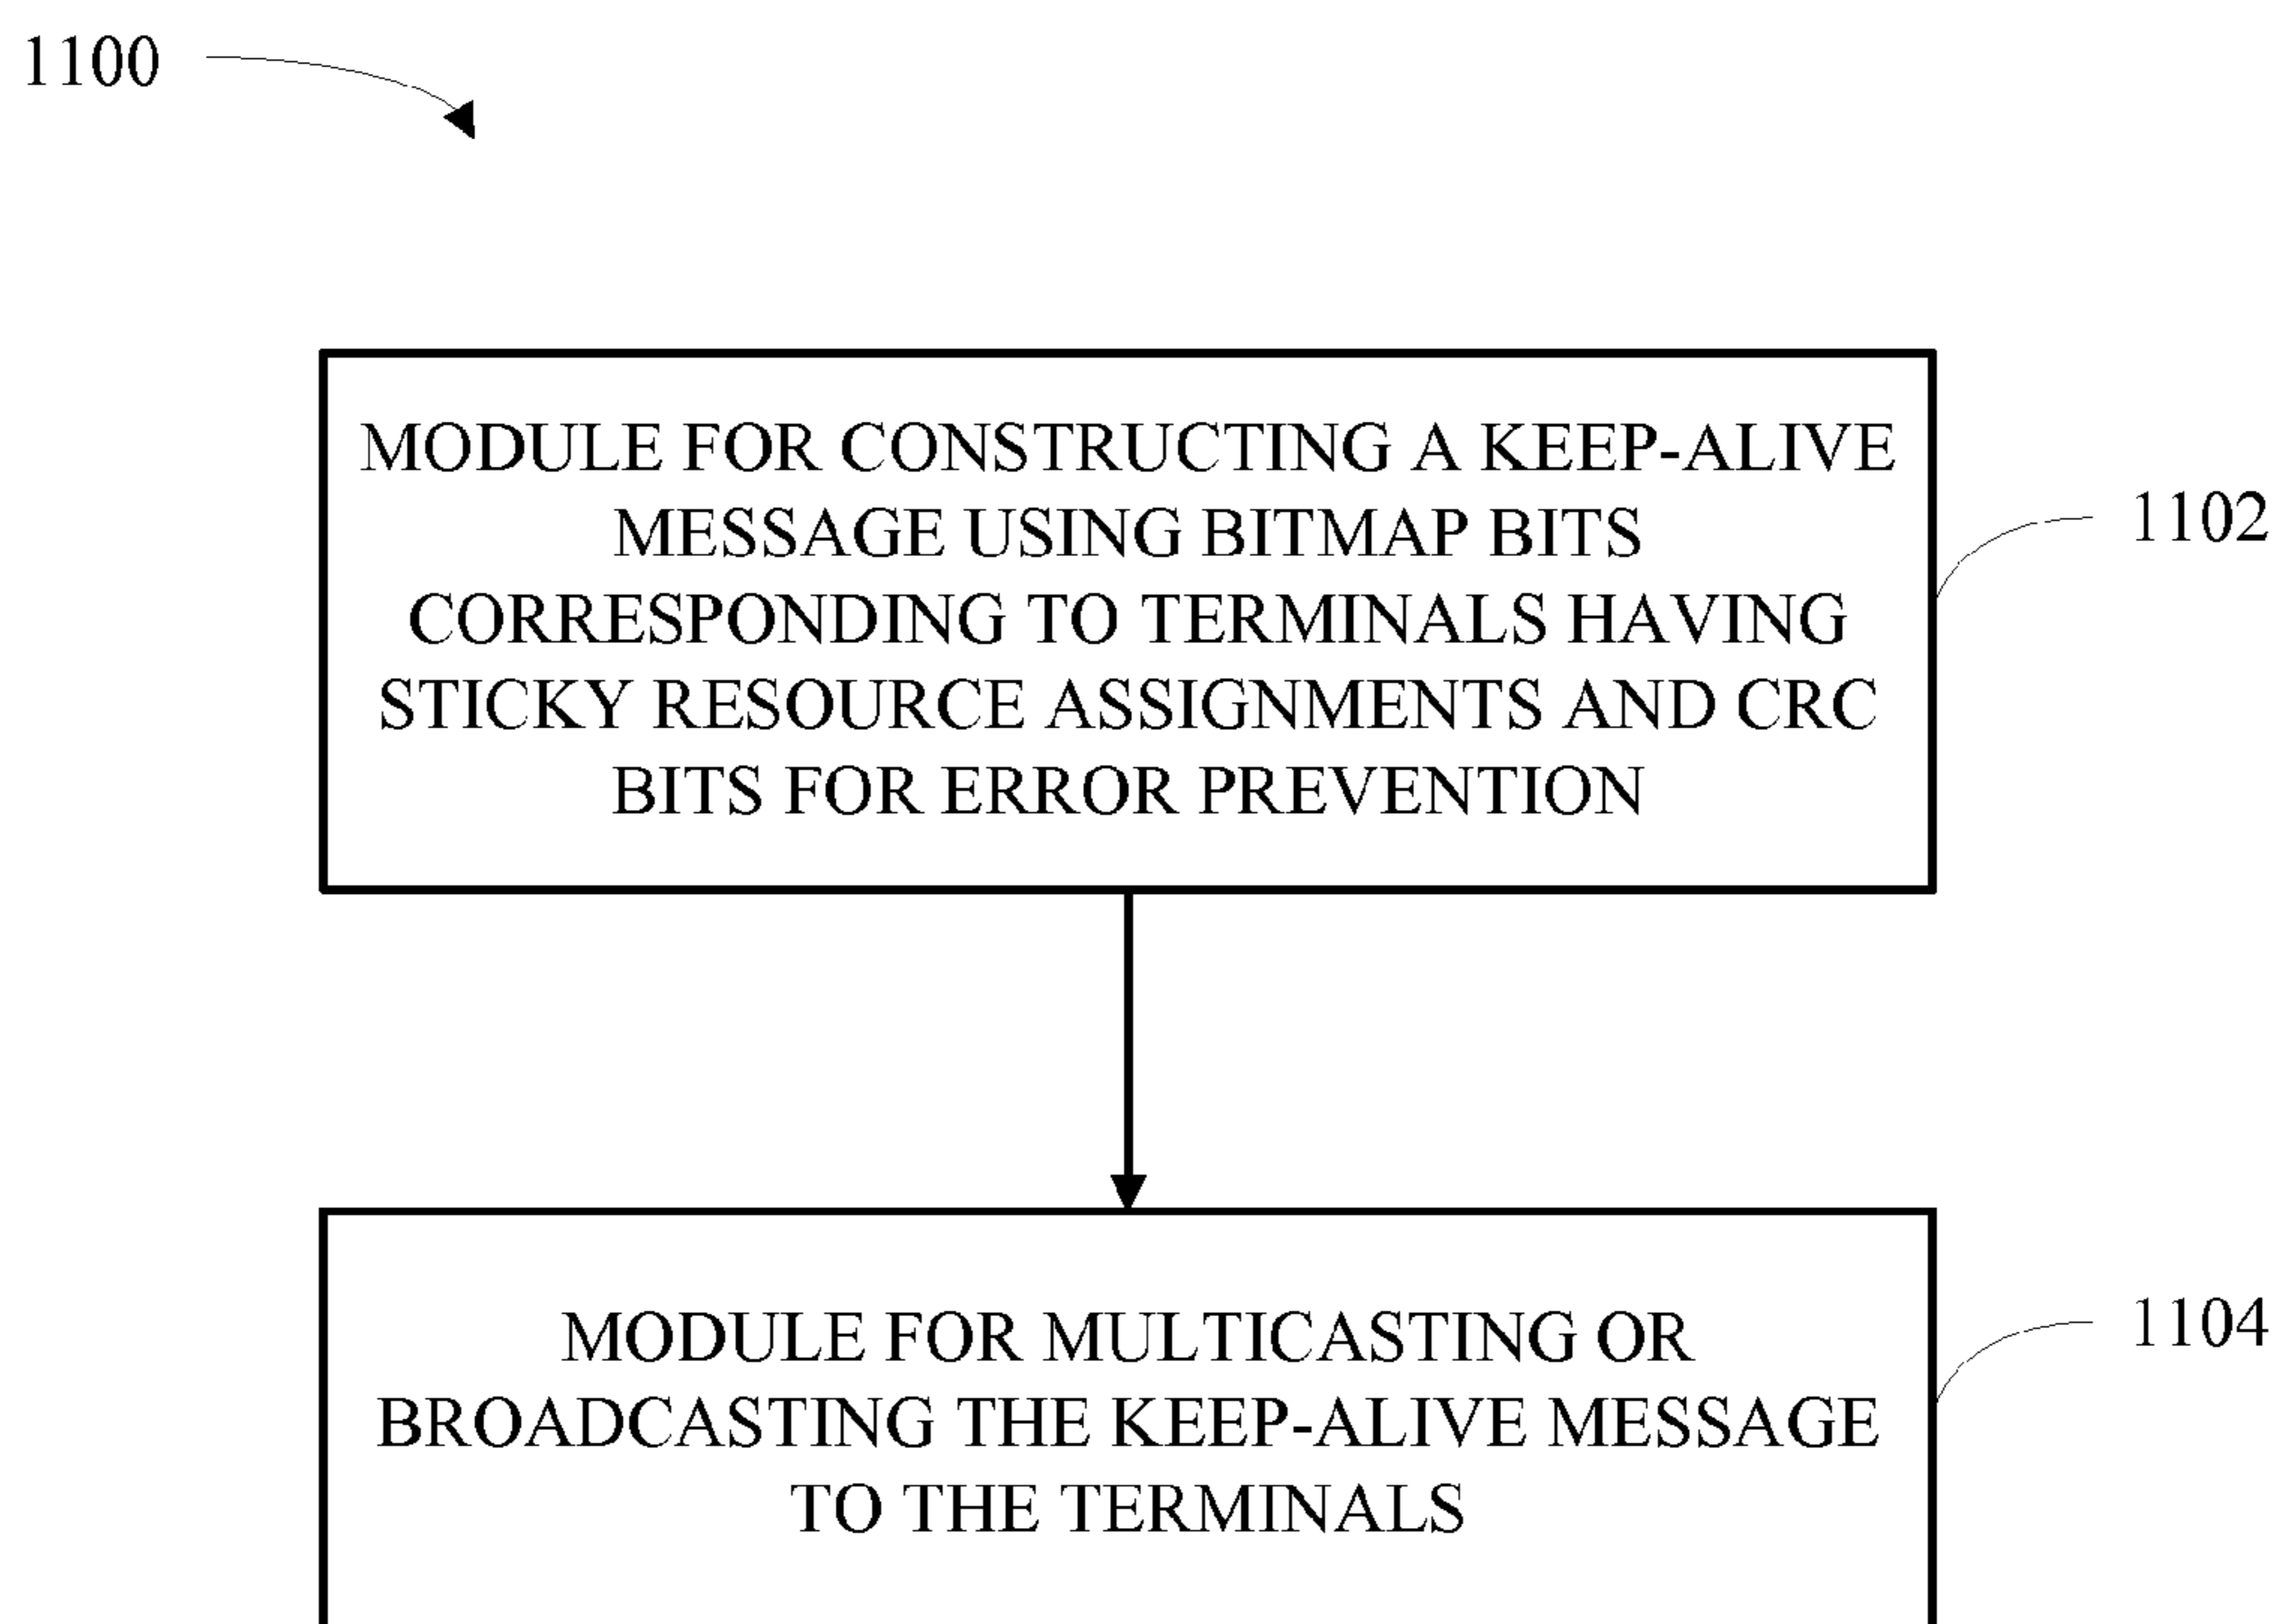 1100
MODULE FOR CONSTRUCTING A KEEP-ALIVE
MESSAGE USING BITMAP BITS
CORRESPONDING TO TERMINALS HAVING
STICKY RESOURCE ASSIGNMENTS AND CRC
BITS FOR ERROR PREVENTION
1102
MODULE FOR MULTICASTING OR
BROADCASTING THE KEEP-ALIVE MESSAGE
TO THE TERMINALS
1104